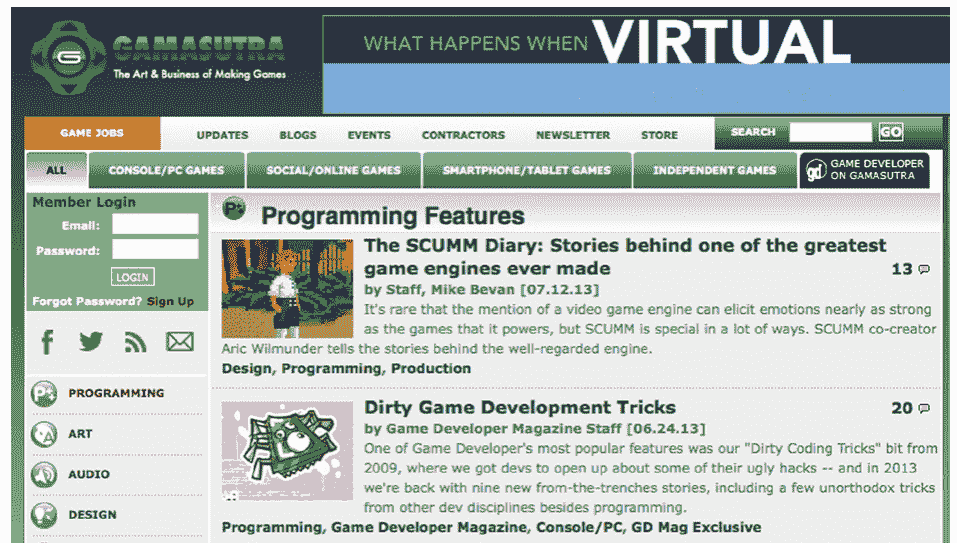 GAMASUTRA
The Art & Business of Making Games
WHAT HAPPENS WHEN VIRTUAL
GAME JOBS
UPDATES BLOGS EVENTS CONTRACTORS NEWSLETTER STORE
SEARCH GO
ALL CONSOLE/PC GAMES SOCIAL/ONLINE GAMES SMARTPHONE/TABLET GAMES INDEPENDENT GAMES
gd GAME DEVELOPER
ON GAMASUTRA
Member Login
Email:
Password:
LOGIN
Forgot Password? Sign Up
PROGRAMMING
ART
AUDIO
DESIGN
Programming Features
The SCUMM Diary: Stories behind one of the greatest
game engines ever made 13
by Staff, Mike Bevan [07.12.13]
It's rare that the mention of a video game engine can elicit emotions nearly as strong
as the games that it powers, but SCUMM is special in a lot of ways. SCUMM co-creator
Aric Wilmunder tells the stories behind the well-regarded engine.
Design, Programming, Production
Dirty Game Development Tricks 20
by Game Developer Magazine Staff [06.24.13]
One of Game Developer's most popular features was our "Dirty Coding Tricks" bit from
2009, where we got devs to open up about some of their ugly hacks -- and in 2013
we're back with nine new from-the-trenches stories, including a few unorthodox tricks
from other dev disciplines besides programming.
Programming, Game Developer Magazine, Console/PC, GD Mag Exclusive